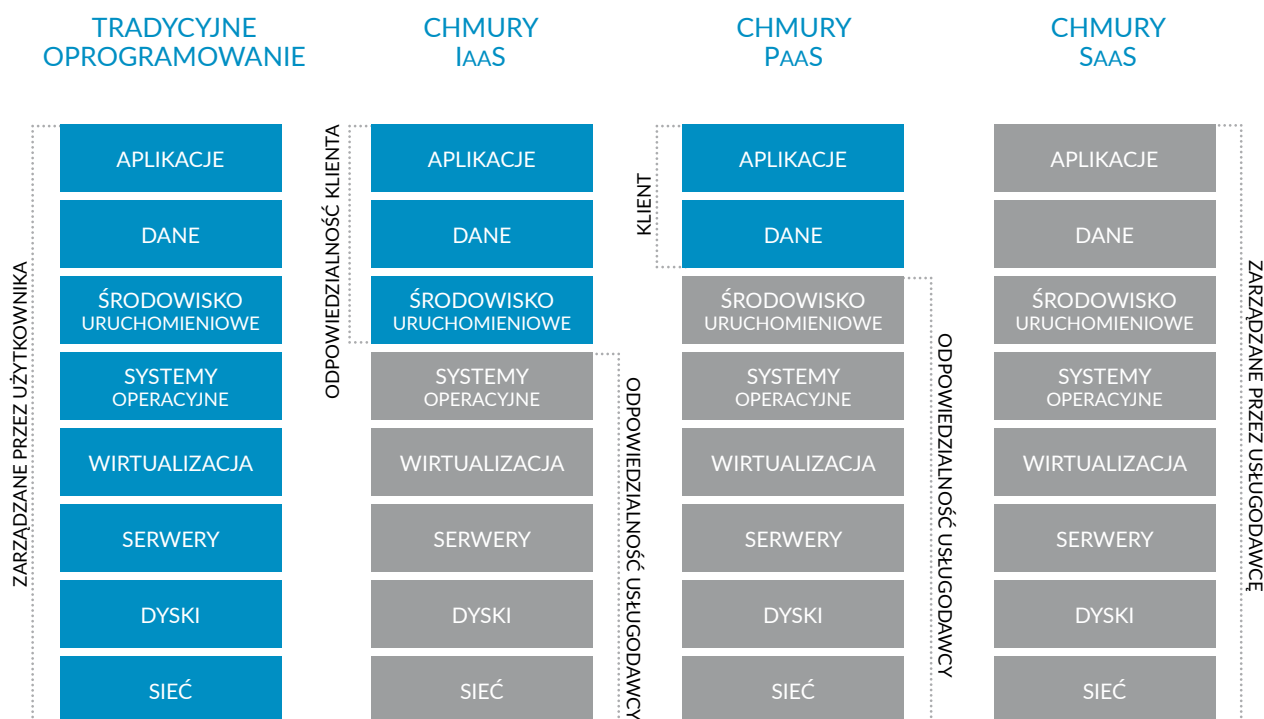 TRADYCYJNE
OPROGRAMOWANIE
CHMURY
IAAS
CHMURY
PAAS
CHMURY
SAAS
ZARZĄDZANE PRZEZ UŻYTKOWNIKA
APLIKACJE
DANE
ŚRODOWISKO
URUCHOMIENIOWE
SYSTEMY
OPERACYJNE
WIRTUALIZACJA
SERWERY
DYSKI
SIEĆ
ODPOWIEDZIALNOŚĆ KLIENTA
APLIKACJE
DANE
ŚRODOWISKO
URUCHOMIENIOWE
SYSTEMY
OPERACYJNE
WIRTUALIZACJA
SERWERY
DYSKI
SIEĆ
ODPOWIEDZIALNOŚĆ USŁUGODAWCY
KLIENT
APLIKACJE
DANE
ŚRODOWISKO
URUCHOMIENIOWE
SYSTEMY
OPERACYJNE
WIRTUALIZACJA
SERWERY
DYSKI
SIEĆ
ODPOWIEDZIALNOŚĆ USŁUGODAWCY
APLIKACJE
DANE
ŚRODOWISKO
URUCHOMIENIOWE
SYSTEMY
OPERACYJNE
WIRTUALIZACJA
SERWERY
DYSKI
SIEĆ
ZARZĄDZANE PRZEZ USŁUGODAWCĘ